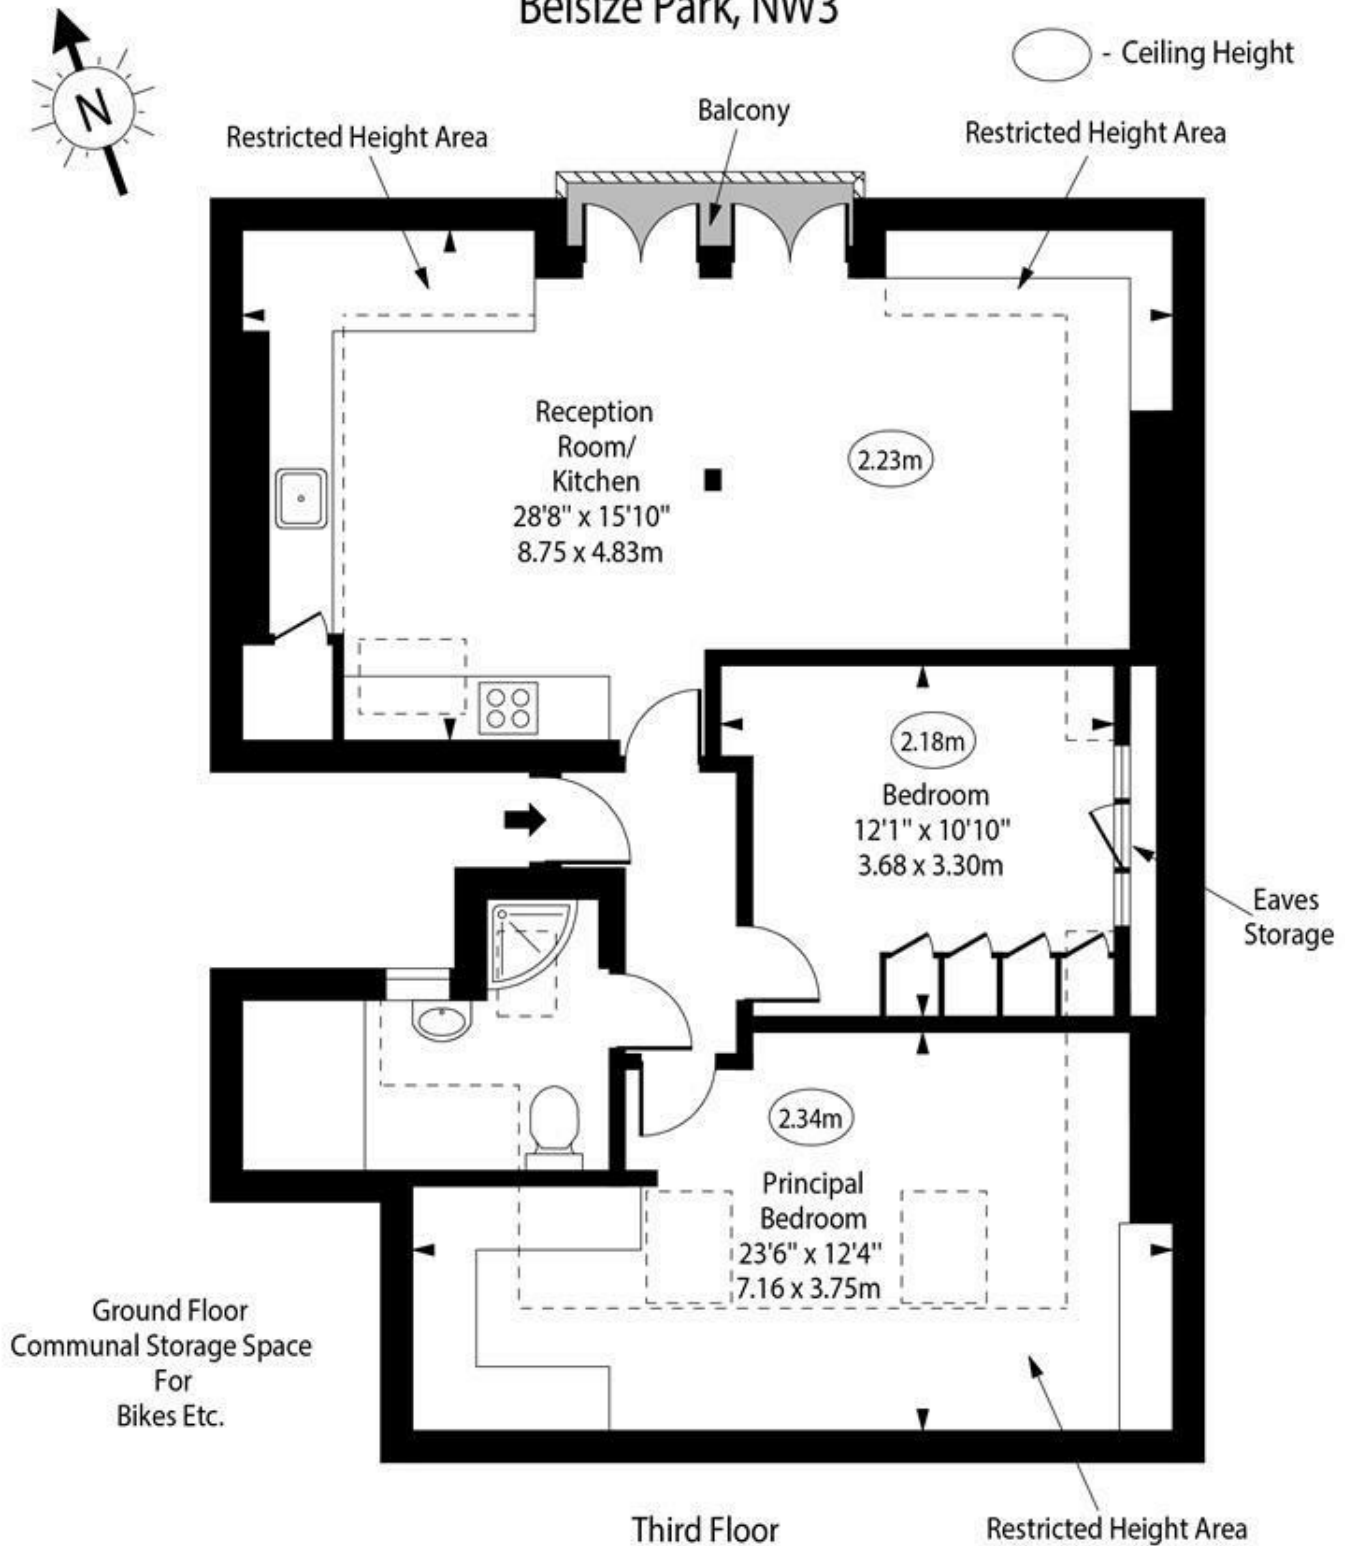 Belsize Park, NW3
N
- Ceiling Height
Restricted Height Area
Balcony
Restricted Height Area
Reception
Room/
Kitchen
28'8" x 15'10"
8.75 x 4.83m
2.23m
2.18m
Bedroom
12'1" x 10'10"
3.68 x 3.30m
Eaves
Storage
2.34m
Principal
Bedroom
23'6" x 12'4"
7.16 x 3.75m
Ground Floor
Communal Storage Space
For
Bikes Etc.
Third Floor
Restricted Height Area